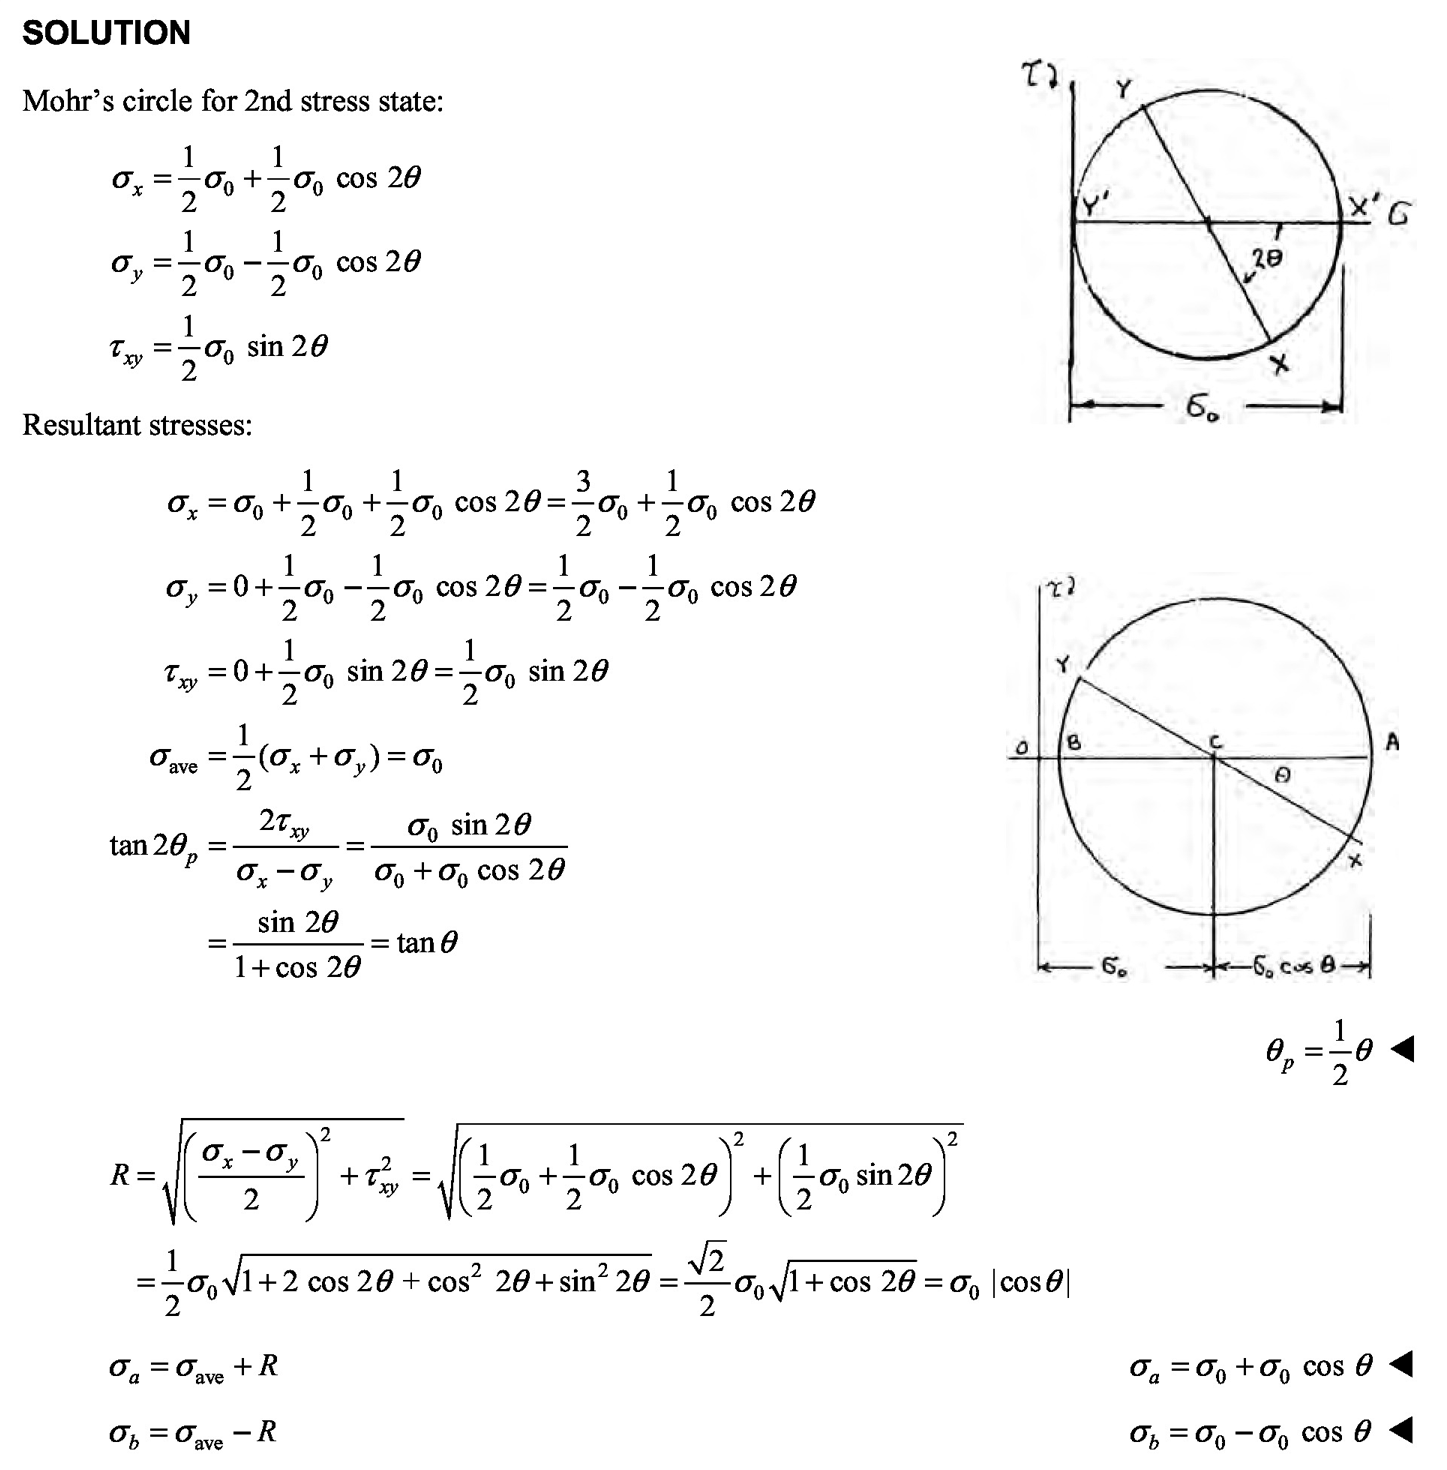 SOLUTION
Mohr's circle for 2nd stress state:
σ_x = 1/2 σ_0 + 1/2 σ_0 cos 2θ
σ_y = 1/2 σ_0 − 1/2 σ_0 cos 2θ
τ_xy = 1/2 σ_0 sin 2θ
τ
Y
Y'
X' σ
2θ
X
σ_0
Resultant stresses:
σ_x = σ_0 + 1/2 σ_0 + 1/2 σ_0 cos 2θ = 3/2 σ_0 + 1/2 σ_0 cos 2θ
σ_y = 0 + 1/2 σ_0 − 1/2 σ_0 cos 2θ = 1/2 σ_0 − 1/2 σ_0 cos 2θ
τ_xy = 0 + 1/2 σ_0 sin 2θ = 1/2 σ_0 sin 2θ
σ_ave = 1/2 (σ_x + σ_y) = σ_0
tan 2θ_p = 2τ_xy / (σ_x − σ_y) = σ_0 sin 2θ / (σ_0 + σ_0 cos 2θ)
= sin 2θ / (1 + cos 2θ) = tan θ
τ
Y
O B C A
θ
X
σ_0 σ_0 cos θ
θ_p = 1/2 θ ◀
R = √(((σ_x − σ_y)/2)² + τ_xy²) = √((1/2 σ_0 + 1/2 σ_0 cos 2θ)² + (1/2 σ_0 sin 2θ)²)
= 1/2 σ_0 √(1 + 2 cos 2θ + cos² 2θ + sin² 2θ) = √2/2 σ_0 √(1 + cos 2θ) = σ_0 |cos θ|
σ_a = σ_ave + R σ_a = σ_0 + σ_0 cos θ ◀
σ_b = σ_ave − R σ_b = σ_0 − σ_0 cos θ ◀